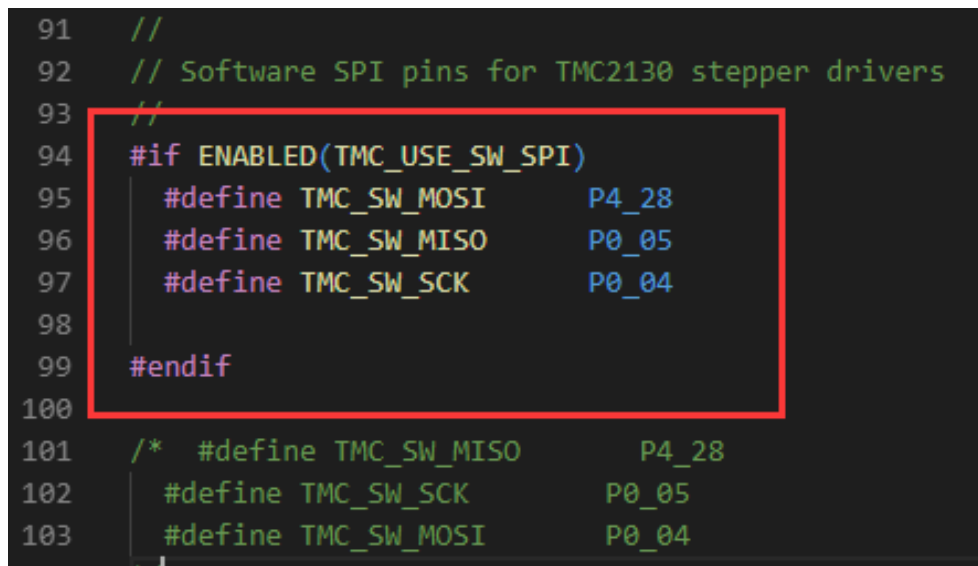 91 //
92 // Software SPI pins for TMC2130 stepper drivers
93 //
94 #if ENABLED(TMC_USE_SW_SPI)
95 #define TMC_SW_MOSI P4_28
96 #define TMC_SW_MISO P0_05
97 #define TMC_SW_SCK P0_04
98
99 #endif
100
101 /* #define TMC_SW_MISO P4_28
102 #define TMC_SW_SCK P0_05
103 #define TMC_SW_MOSI P0_04